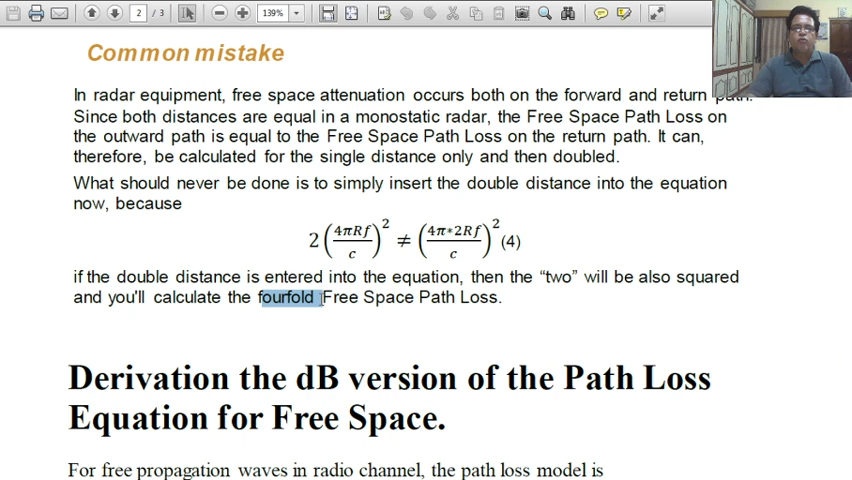 2 / 3
139%
Common mistake
In radar equipment, free space attenuation occurs both on the forward and return path.
Since both distances are equal in a monostatic radar, the Free Space Path Loss on
the outward path is equal to the Free Space Path Loss on the return path. It can,
therefore, be calculated for the single distance only and then doubled.
What should never be done is to simply insert the double distance into the equation
now, because
2(4πRf/c)² ≠ (4π*2Rf/c)² (4)
if the double distance is entered into the equation, then the “two” will be also squared
and you'll calculate the fourfold Free Space Path Loss.
Derivation the dB version of the Path Loss
Equation for Free Space.
For free propagation waves in radio channel, the path loss model is